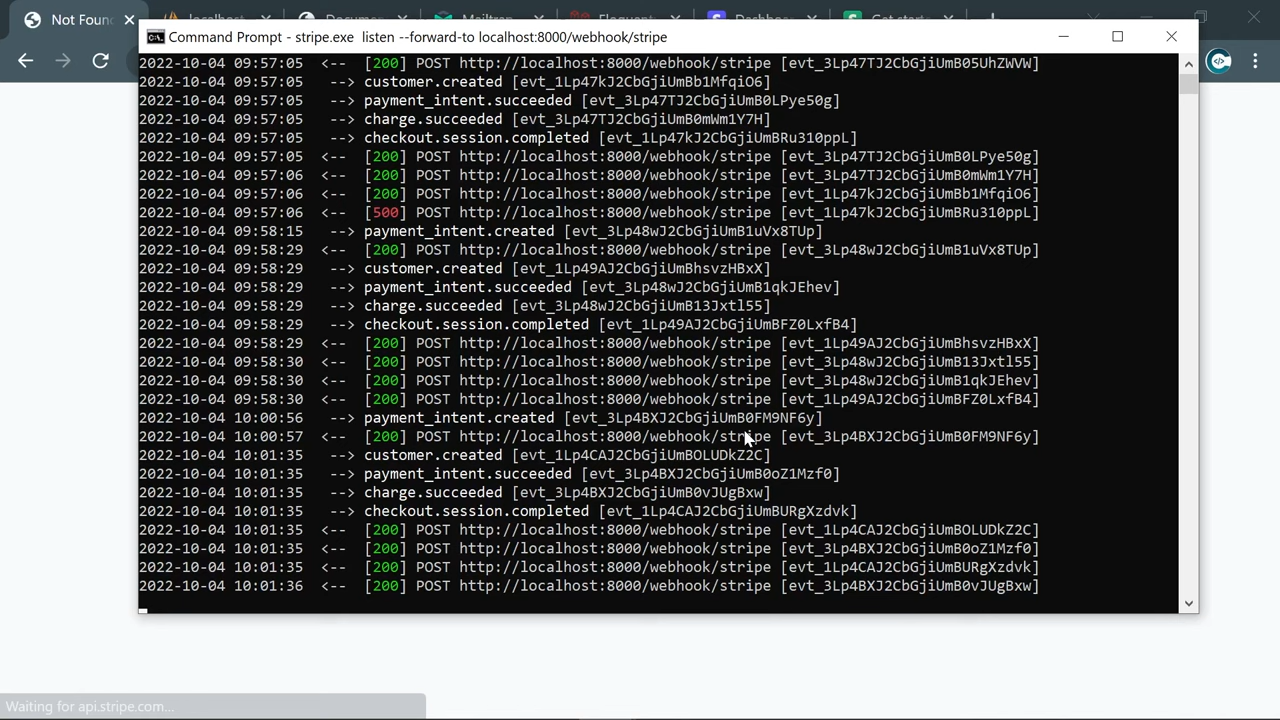 Not Found
localhost
Docume
Mailtrap
Eloquent
Dashbo
Get start
Command Prompt - stripe.exe  listen --forward-to localhost:8000/webhook/stripe
2022-10-04 09:57:05  <--  [200] POST http://localhost:8000/webhook/stripe [evt_3Lp47TJ2CbGjiUmB05UhZWVW]
2022-10-04 09:57:05   --> customer.created [evt_1Lp47kJ2CbGjiUmBb1MfqiO6]
2022-10-04 09:57:05   --> payment_intent.succeeded [evt_3Lp47TJ2CbGjiUmB0LPye50g]
2022-10-04 09:57:05   --> charge.succeeded [evt_3Lp47TJ2CbGjiUmB0mWm1Y7H]
2022-10-04 09:57:05   --> checkout.session.completed [evt_1Lp47kJ2CbGjiUmBRu310ppL]
2022-10-04 09:57:05  <--  [200] POST http://localhost:8000/webhook/stripe [evt_3Lp47TJ2CbGjiUmB0LPye50g]
2022-10-04 09:57:06  <--  [200] POST http://localhost:8000/webhook/stripe [evt_3Lp47TJ2CbGjiUmB0mWm1Y7H]
2022-10-04 09:57:06  <--  [200] POST http://localhost:8000/webhook/stripe [evt_1Lp47kJ2CbGjiUmBb1MfqiO6]
2022-10-04 09:57:06  <--  [500] POST http://localhost:8000/webhook/stripe [evt_1Lp47kJ2CbGjiUmBRu310ppL]
2022-10-04 09:58:15   --> payment_intent.created [evt_3Lp48wJ2CbGjiUmB1uVx8TUp]
2022-10-04 09:58:29  <--  [200] POST http://localhost:8000/webhook/stripe [evt_3Lp48wJ2CbGjiUmB1uVx8TUp]
2022-10-04 09:58:29   --> customer.created [evt_1Lp49AJ2CbGjiUmBhsvzHBxX]
2022-10-04 09:58:29   --> payment_intent.succeeded [evt_3Lp48wJ2CbGjiUmB1qkJEhev]
2022-10-04 09:58:29   --> charge.succeeded [evt_3Lp48wJ2CbGjiUmB13Jxtl55]
2022-10-04 09:58:29   --> checkout.session.completed [evt_1Lp49AJ2CbGjiUmBFZ0LxfB4]
2022-10-04 09:58:29  <--  [200] POST http://localhost:8000/webhook/stripe [evt_1Lp49AJ2CbGjiUmBhsvzHBxX]
2022-10-04 09:58:30  <--  [200] POST http://localhost:8000/webhook/stripe [evt_3Lp48wJ2CbGjiUmB13Jxtl55]
2022-10-04 09:58:30  <--  [200] POST http://localhost:8000/webhook/stripe [evt_3Lp48wJ2CbGjiUmB1qkJEhev]
2022-10-04 09:58:30  <--  [200] POST http://localhost:8000/webhook/stripe [evt_1Lp49AJ2CbGjiUmBFZ0LxfB4]
2022-10-04 10:00:56   --> payment_intent.created [evt_3Lp4BXJ2CbGjiUmB0FM9NF6y]
2022-10-04 10:00:57  <--  [200] POST http://localhost:8000/webhook/stripe [evt_3Lp4BXJ2CbGjiUmB0FM9NF6y]
2022-10-04 10:01:35   --> customer.created [evt_1Lp4CAJ2CbGjiUmBOLUDkZ2C]
2022-10-04 10:01:35   --> payment_intent.succeeded [evt_3Lp4BXJ2CbGjiUmB0oZ1Mzf0]
2022-10-04 10:01:35   --> charge.succeeded [evt_3Lp4BXJ2CbGjiUmB0vJUgBxw]
2022-10-04 10:01:35   --> checkout.session.completed [evt_1Lp4CAJ2CbGjiUmBURgXzdvk]
2022-10-04 10:01:35  <--  [200] POST http://localhost:8000/webhook/stripe [evt_1Lp4CAJ2CbGjiUmBOLUDkZ2C]
2022-10-04 10:01:35  <--  [200] POST http://localhost:8000/webhook/stripe [evt_3Lp4BXJ2CbGjiUmB0oZ1Mzf0]
2022-10-04 10:01:35  <--  [200] POST http://localhost:8000/webhook/stripe [evt_1Lp4CAJ2CbGjiUmBURgXzdvk]
2022-10-04 10:01:36  <--  [200] POST http://localhost:8000/webhook/stripe [evt_3Lp4BXJ2CbGjiUmB0vJUgBxw]
Waiting for api.stripe.com...